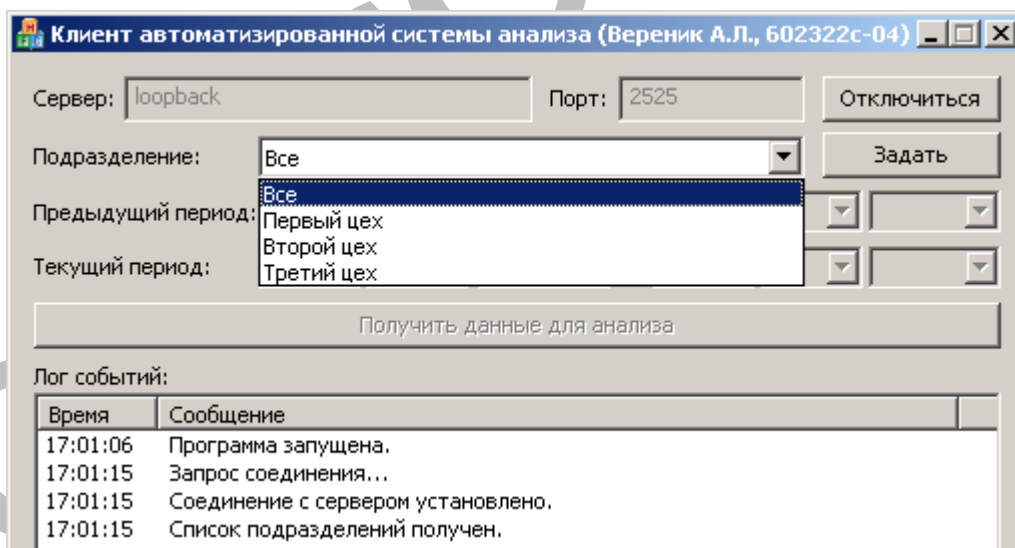 Клиент автоматизированной системы анализа (Вереник А.Л., 602322с-04)
Сервер: loopback Порт: 2525 Отключиться
Подразделение: Все Задать
Все
Предыдущий период: Первый цех
Второй цех
Текущий период: Третий цех
Получить данные для анализа
Лог событий:
Время Сообщение
17:01:06 Программа запущена.
17:01:15 Запрос соединения...
17:01:15 Соединение с сервером установлено.
17:01:15 Список подразделений получен.